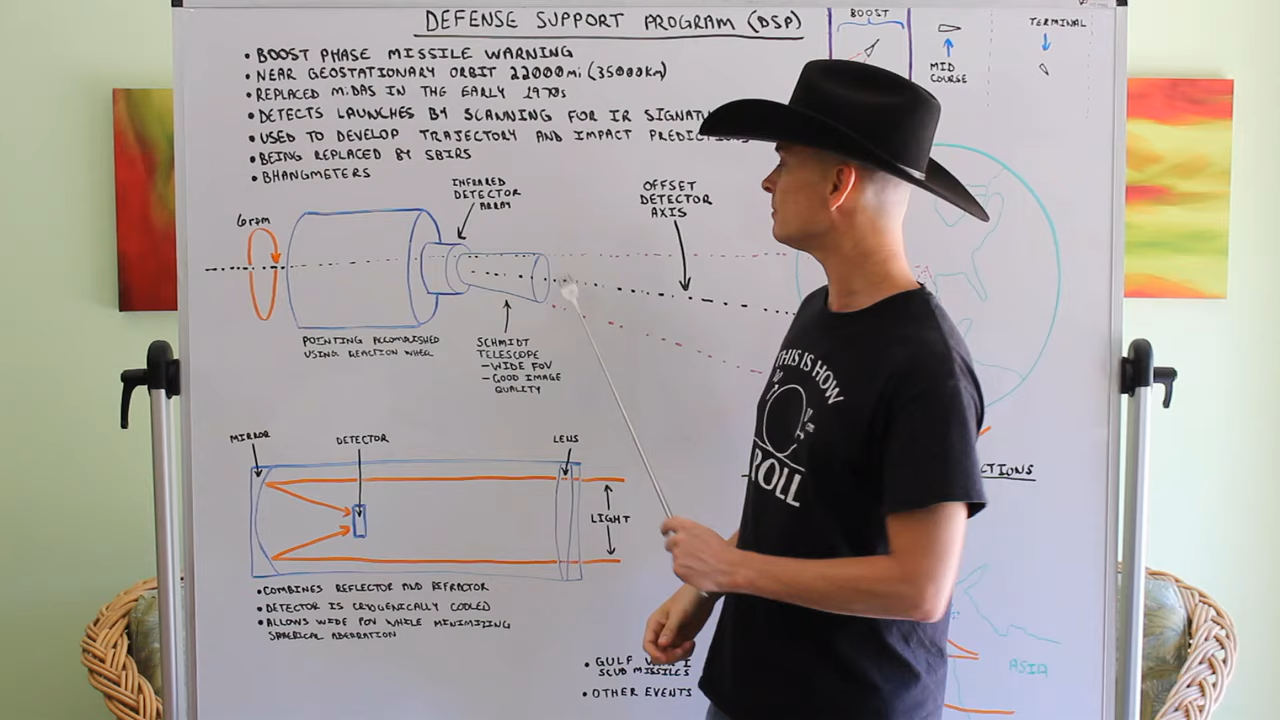 DEFENSE SUPPORT PROGRAM (DSP)
• BOOST PHASE MISSILE WARNING
• NEAR GEOSTATIONARY ORBIT 22000mi (35000km)
• REPLACED MiDAS IN THE EARLY 1970s
• DETECTS LAUNCHES BY SCANNING FOR IR
• USED TO DEVELOP TRAJECTORY AND IMPACT
• BEING REPLACED BY SBIRS
• BHANGMETERS
BOOST
MID
COURSE
TERMINAL
6 rpm
INFRARED
DETECTOR
ARRAY
OFFSET
DETECTOR
AXIS
POINTING ACCOMPLISHED
USING REACTION WHEEL
SCHMIDT
TELESCOPE
– WIDE FOV
– GOOD IMAGE
QUALITY
MIRROR
DETECTOR
LENS
LIGHT
• COMBINES REFLECTOR AND REFRACTOR
• DETECTOR IS CRYOGENICALLY COOLED
• ALLOWS WIDE FOV WHILE MINIMIZING
SPHERICAL ABERRATION
• GULF I
SCUD MISSILES
• OTHER EVENTS
ASIA
THIS IS HOW
ROLL